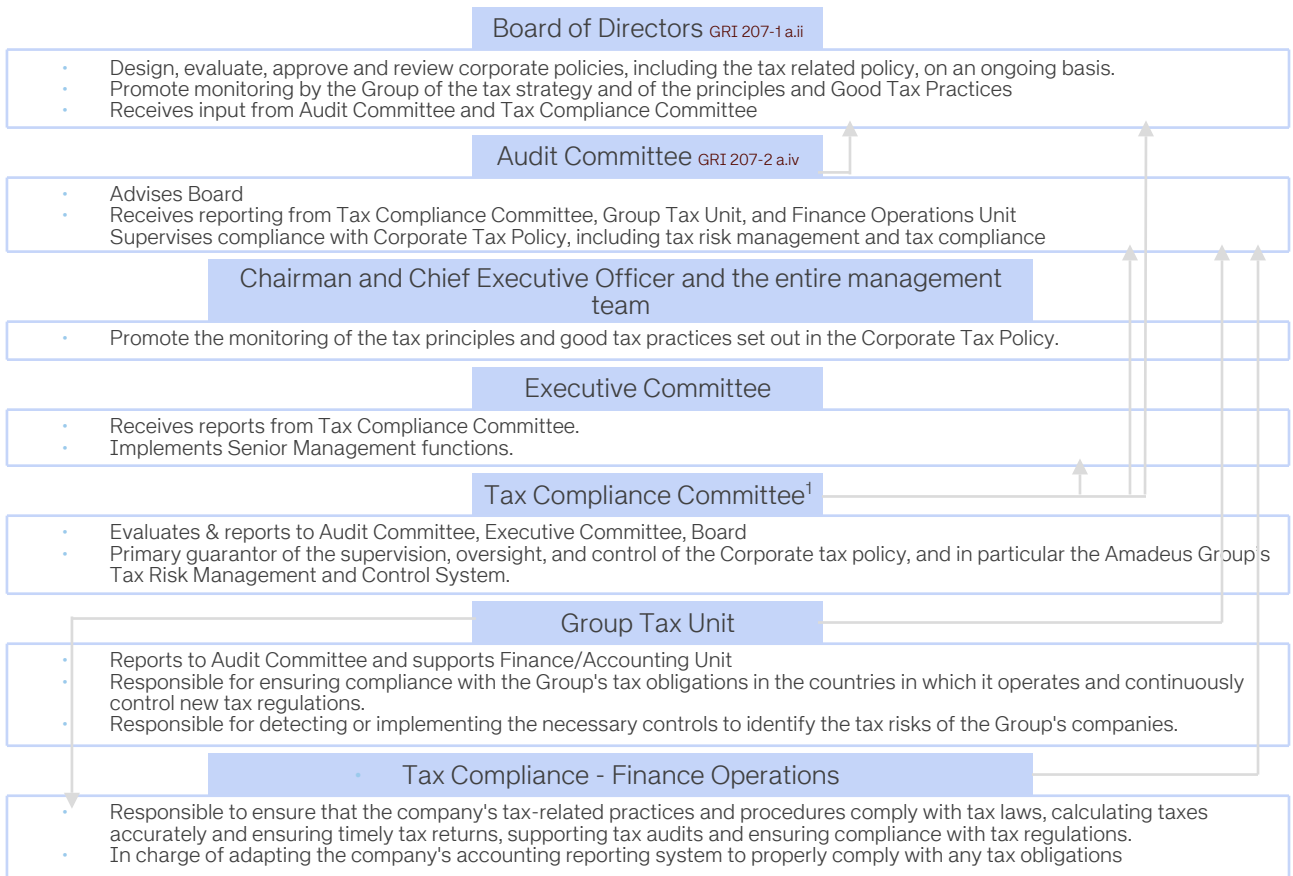 Board of Directors GRI 207-1 a.ii
• Design, evaluate, approve and review corporate policies, including the tax related policy, on an ongoing basis.
• Promote monitoring by the Group of the tax strategy and of the principles and Good Tax Practices
• Receives input from Audit Committee and Tax Compliance Committee
Audit Committee GRI 207-2 a.iv
• Advises Board
• Receives reporting from Tax Compliance Committee, Group Tax Unit, and Finance Operations Unit
Supervises compliance with Corporate Tax Policy, including tax risk management and tax compliance
Chairman and Chief Executive Officer and the entire management
team
• Promote the monitoring of the tax principles and good tax practices set out in the Corporate Tax Policy.
Executive Committee
• Receives reports from Tax Compliance Committee.
• Implements Senior Management functions.
Tax Compliance Committee¹
• Evaluates & reports to Audit Committee, Executive Committee, Board
• Primary guarantor of the supervision, oversight, and control of the Corporate tax policy, and in particular the Amadeus Group's
Tax Risk Management and Control System.
Group Tax Unit
• Reports to Audit Committee and supports Finance/Accounting Unit
• Responsible for ensuring compliance with the Group's tax obligations in the countries in which it operates and continuously
control new tax regulations.
• Responsible for detecting or implementing the necessary controls to identify the tax risks of the Group's companies.
• Tax Compliance - Finance Operations
• Responsible to ensure that the company's tax-related practices and procedures comply with tax laws, calculating taxes
accurately and ensuring timely tax returns, supporting tax audits and ensuring compliance with tax regulations.
• In charge of adapting the company's accounting reporting system to properly comply with any tax obligations